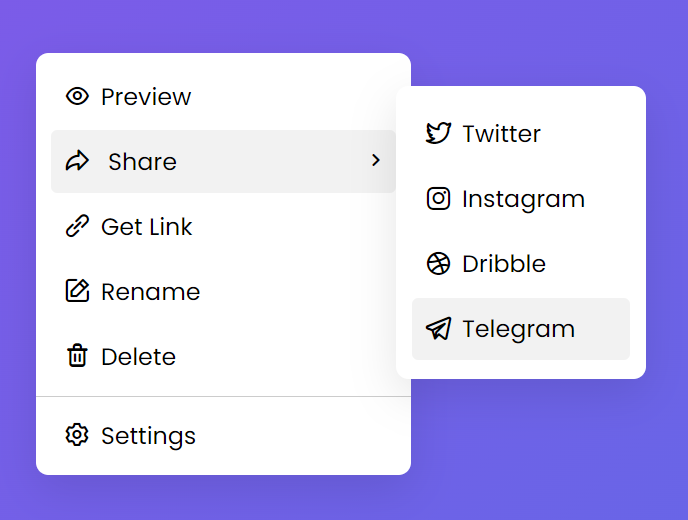 Preview
Share
Get Link
Rename
Delete
Settings
Twitter
Instagram
Dribble
Telegram